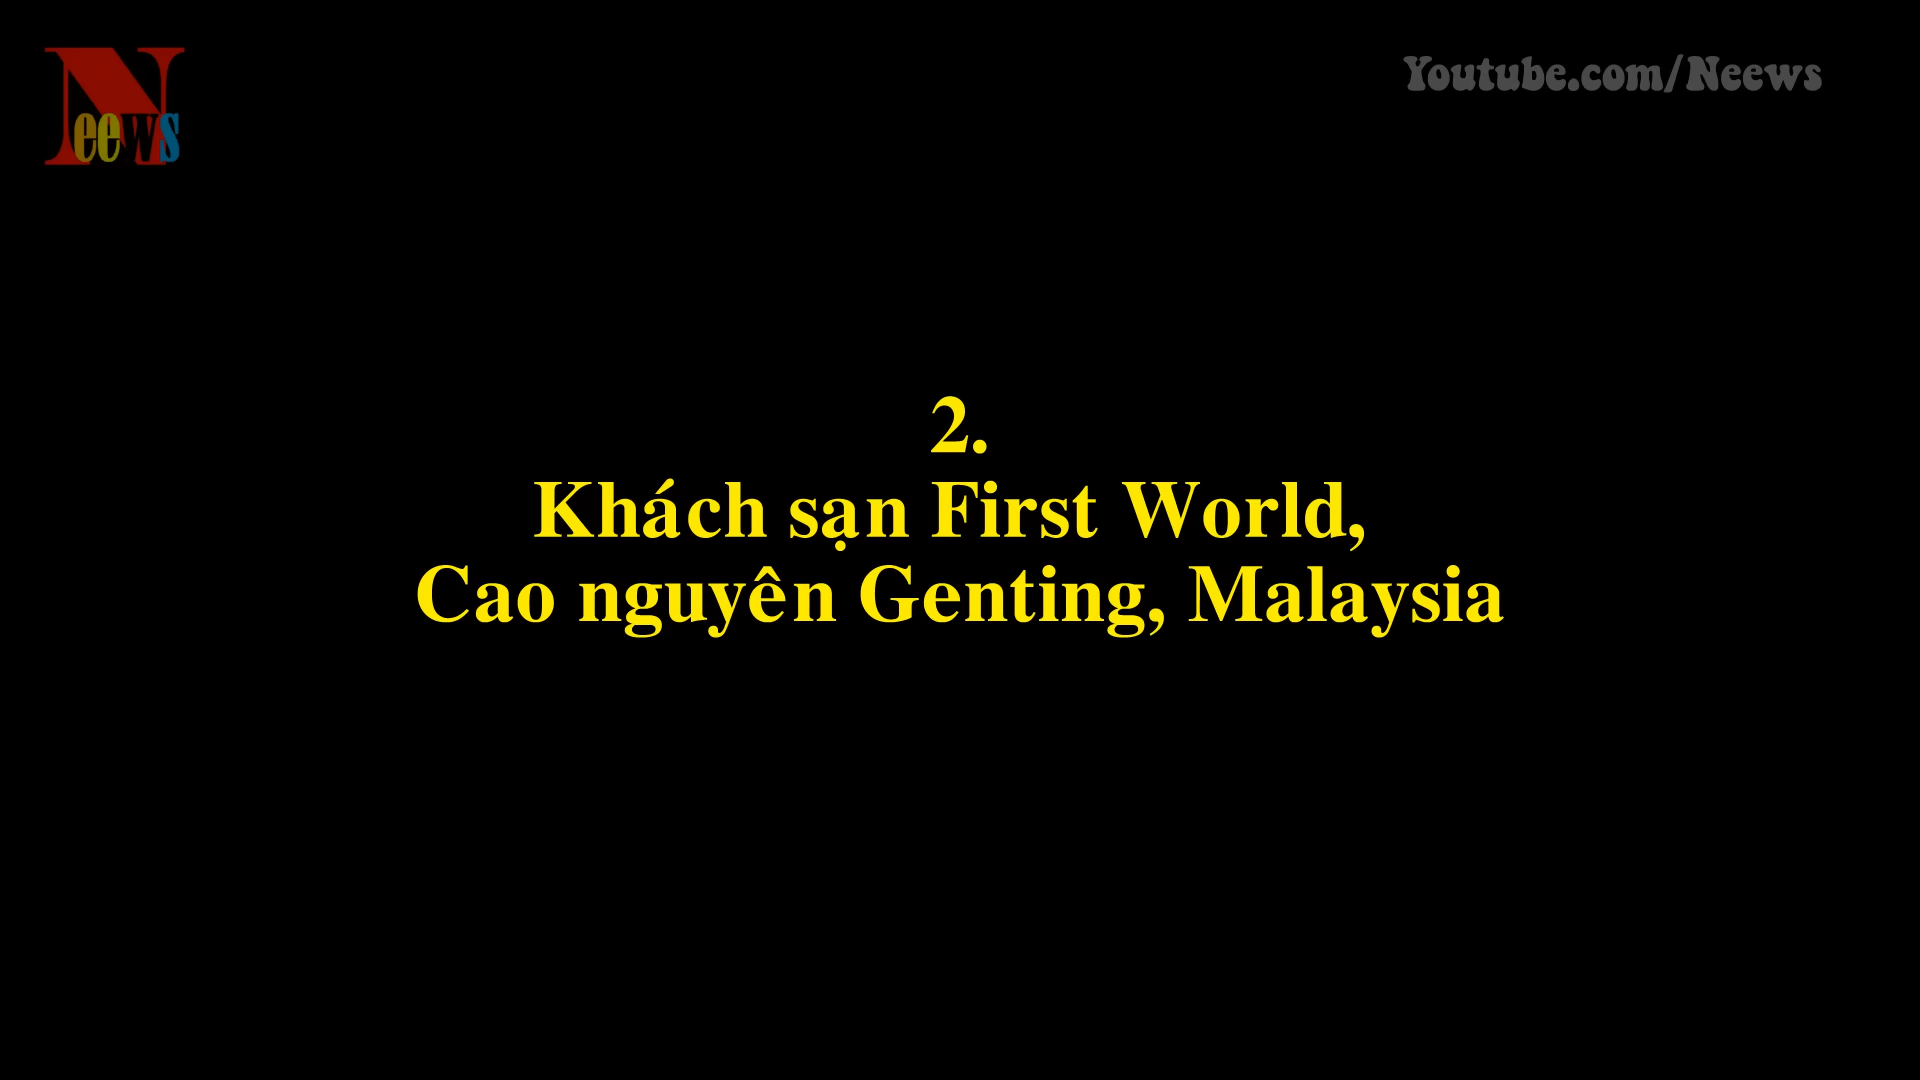 Neews
Youtube.com/Neews
2.
Khách sạn First World,
Cao nguyên Genting, Malaysia